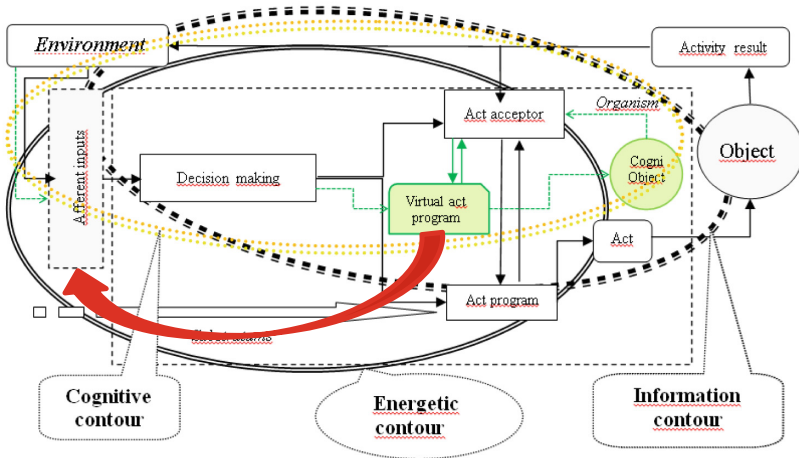 Environment
Activity result
Organism
Act acceptor
Afferent inputs
Decision making
Cogni
Object
Object
Virtual act
program
Act
Act program
Cognitive
contour
Energetic
contour
Information
contour